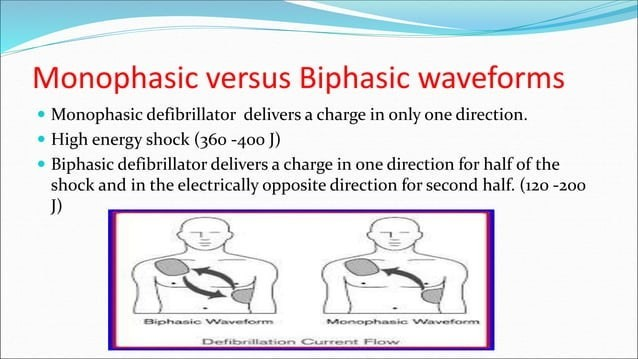 Monophasic versus Biphasic waveforms
Monophasic defibrillator delivers a charge in only one direction.
High energy shock (360 -400 J)
Biphasic defibrillator delivers a charge in one direction for half of the
shock and in the electrically opposite direction for second half. (120 -200
J)
Biphasic Waveform
Monophasic Waveform
Defibrillation Current Flow